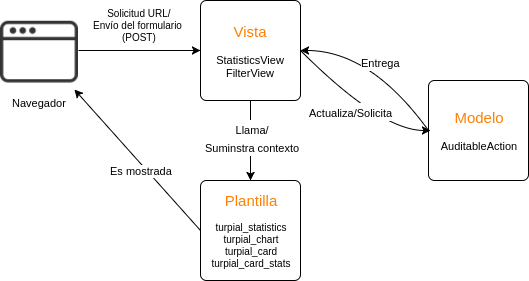 Solicitud URL/
Envío del formulario
(POST)
Navegador
Vista
StatisticsView
FilterView
Entrega
Actualiza/Solicita
Modelo
AuditableAction
Llama/
Suminstra contexto
Es mostrada
Plantilla
turpial_statistics
turpial_chart
turpial_card
turpial_card_stats